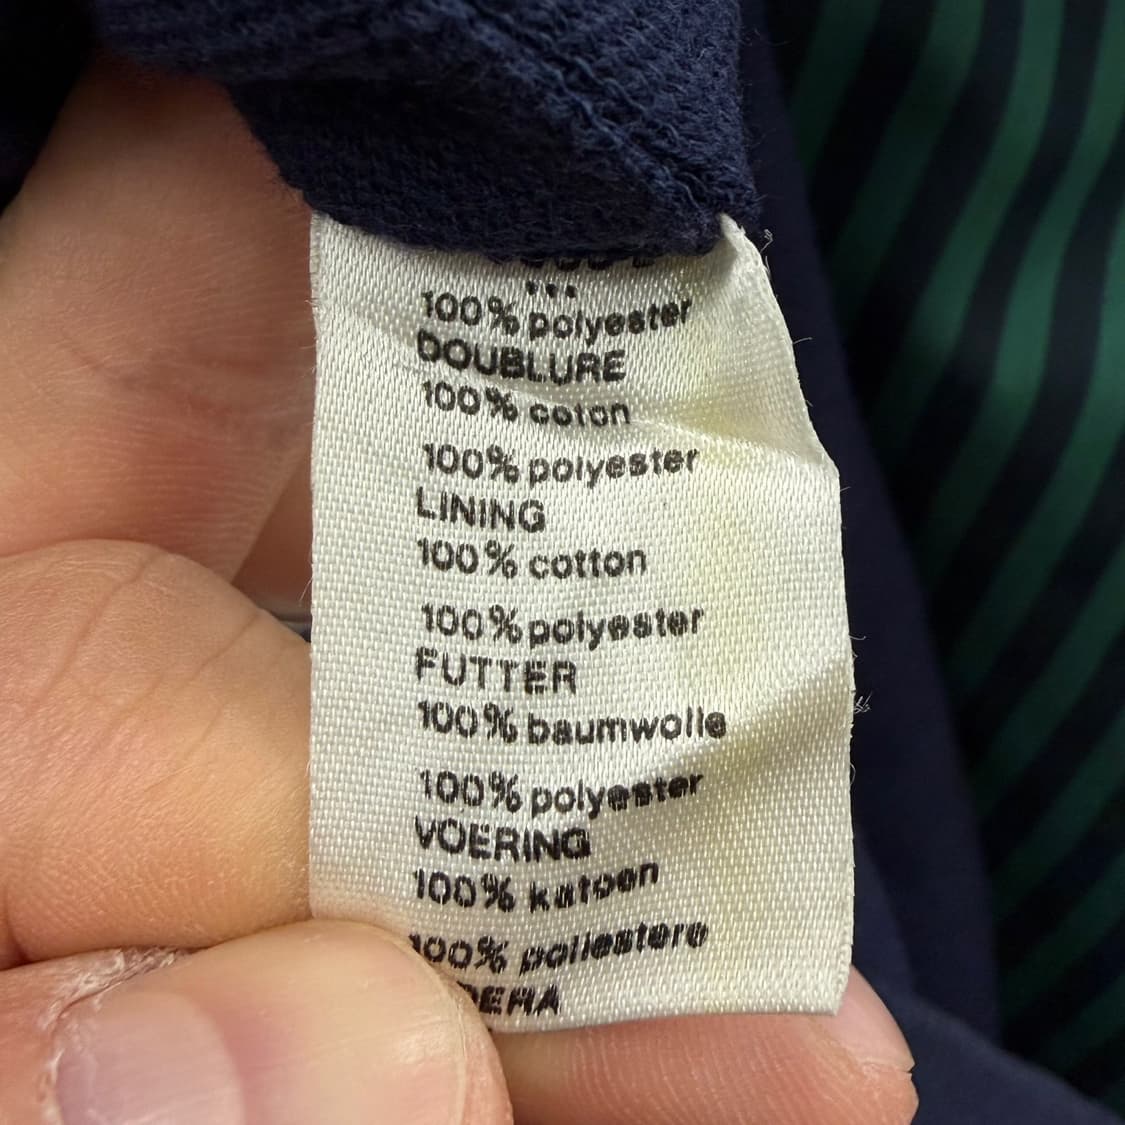 100% polyester
DOUBLURE
100% coton
100% polyester
LINING
100% cotton
100% polyester
FUTTER
100% baumwolle
100% polyester
VOERING
100% katoen
100% poliestere